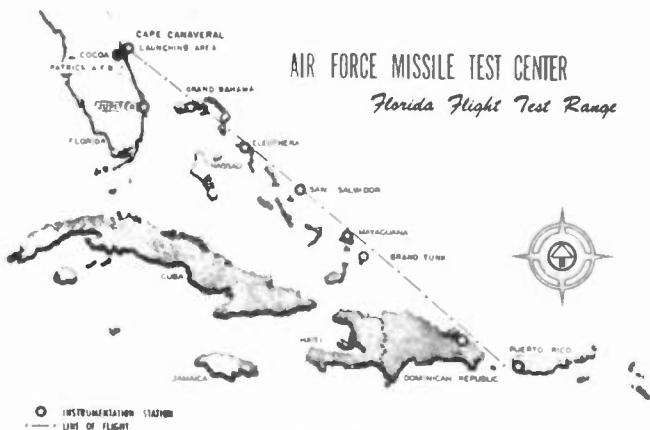 CAPE CANAVERAL
LAUNCHING AREA
COCOA
PATRICK A.F.B.
AIR FORCE MISSILE TEST CENTER
Florida Flight Test Range
GRAND BAHAMA
JUPITER
FLORIDA
ELEUTHERA
NASSAU
SAN SALVADOR
MAYAGUANA
GRAND TURK
CUBA
HAITI
PUERTO RICO
JAMAICA
DOMINICAN REPUBLIC
INSTRUMENTATION STATION
LINE OF FLIGHT